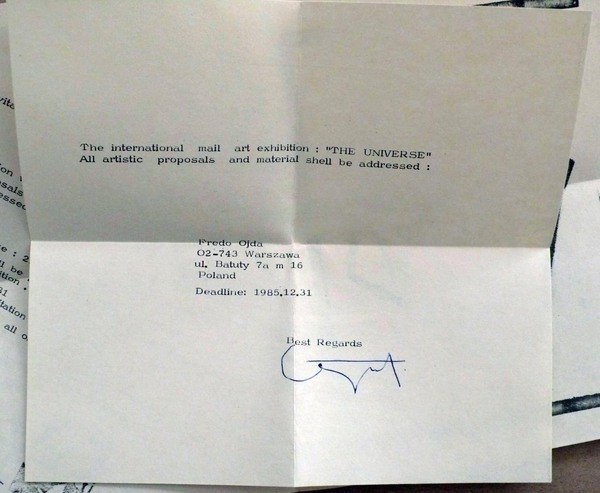 The international mail art exhibition : "THE UNIVERSE"
All artistic proposals and material shell be addressed :
Fredo Ojda
02-743 Warszawa
ul. Batuty 7a m 16
Poland
Deadline: 1985.12.31
Best Regards